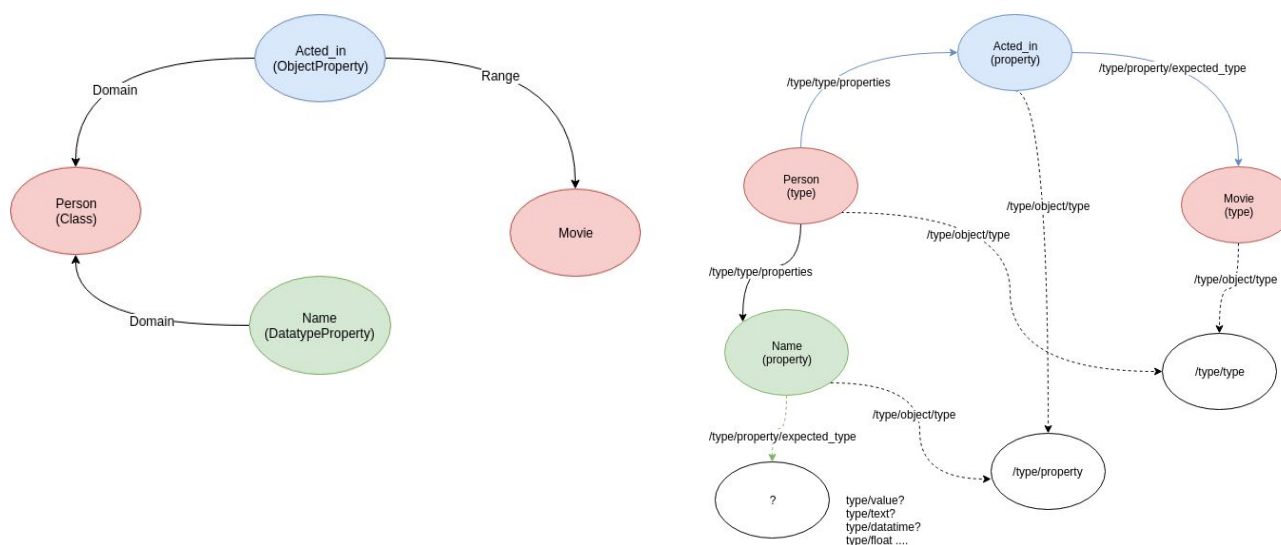 Acted_in
(ObjectProperty)
Domain
Range
Person
(Class)
Movie
Domain
Name
(DatatypeProperty)
Acted_in
(property)
/type/type/properties
/type/property/expected_type
Person
(type)
Movie
(type)
/type/object/type
/type/object/type
/type/object/type
/type/type/properties
Name
(property)
/type/type
/type/object/type
/type/property/expected_type
/type/property
?
type/value?
type/text?
type/datatime?
type/float ....